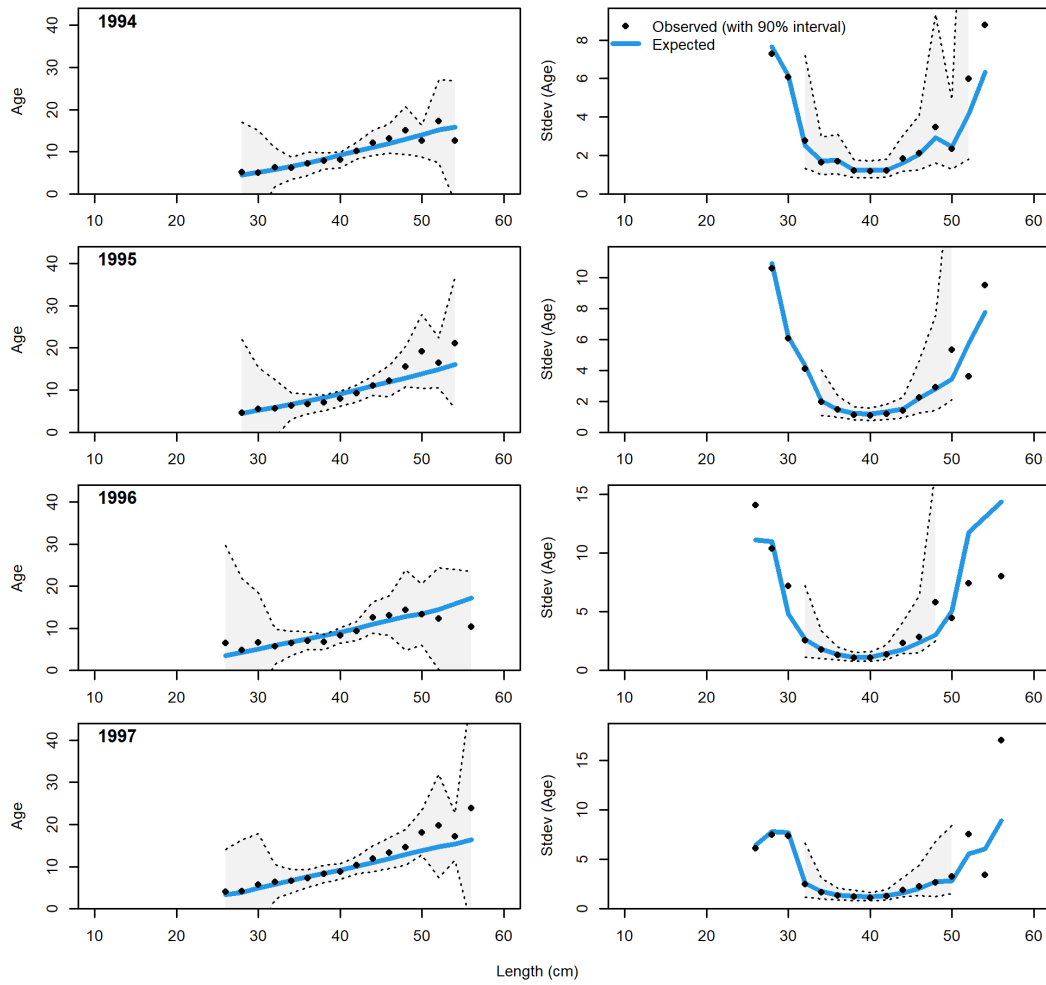 1994
Age
0 10 20 30 40
10 20 30 40 50 60
Observed (with 90% interval)
Expected
Stdev (Age)
0 2 4 6 8
10 20 30 40 50 60
1995
Age
0 10 20 30 40
10 20 30 40 50 60
Stdev (Age)
0 2 4 6 8 10
10 20 30 40 50 60
1996
Age
0 10 20 30 40
10 20 30 40 50 60
Stdev (Age)
0 5 10 15
10 20 30 40 50 60
1997
Age
0 10 20 30 40
10 20 30 40 50 60
Stdev (Age)
0 5 10 15
10 20 30 40 50 60
Length (cm)